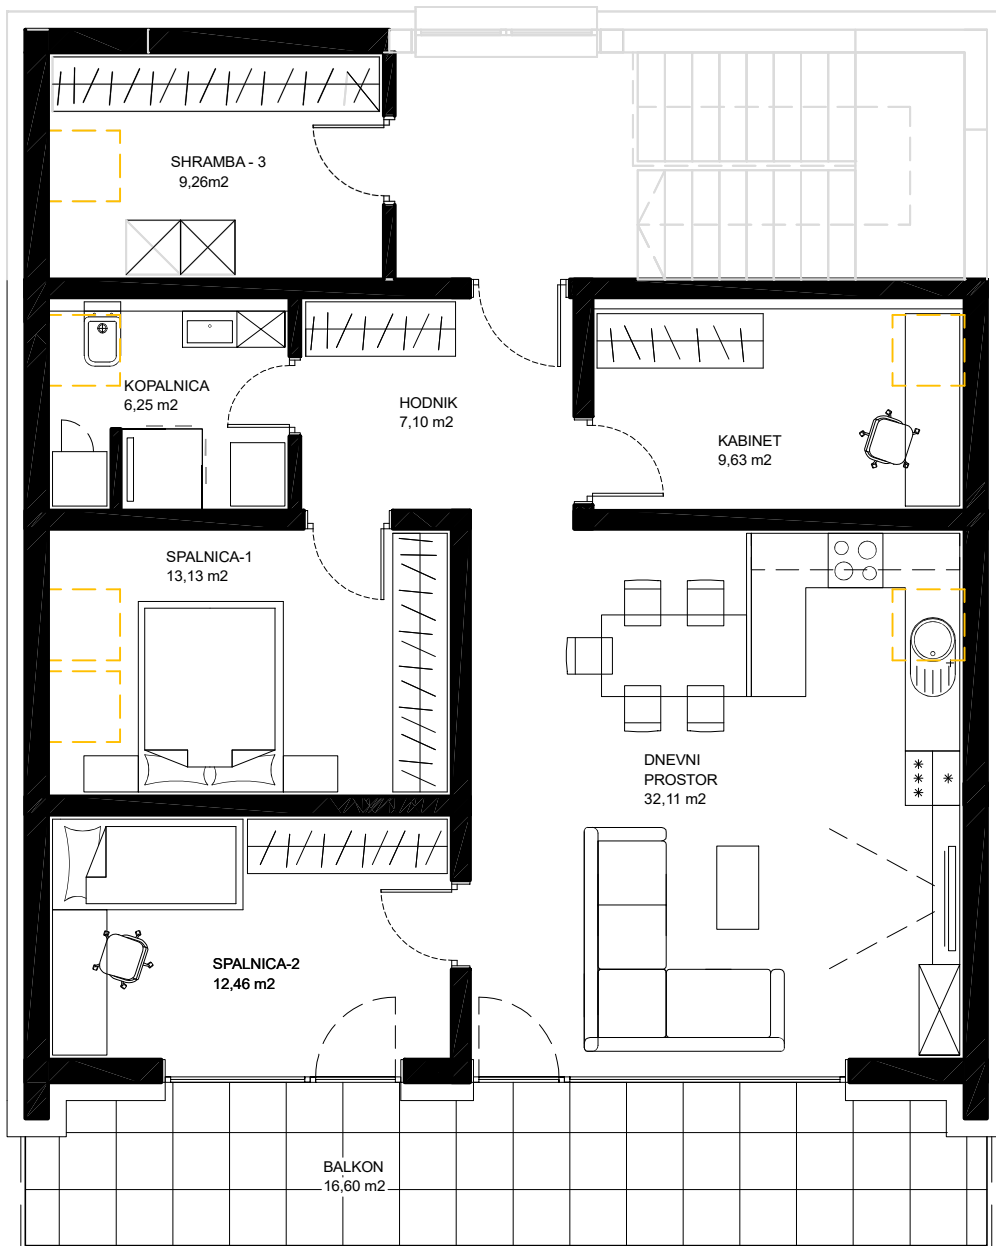 SHRAMBA - 3
9,26m2
KOPALNICA
6,25 m2
HODNIK
7,10 m2
KABINET
9,63 m2
SPALNICA-1
13,13 m2
DNEVNI
PROSTOR
32,11 m2
SPALNICA-2
12,46 m2
BALKON
16,60 m2